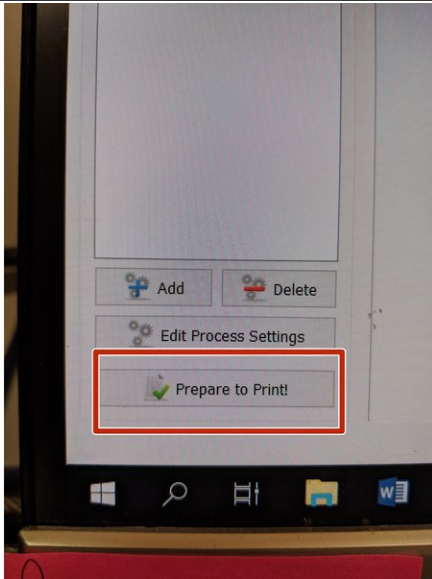 Add
Delete
Edit Process Settings
Prepare to Print!
W